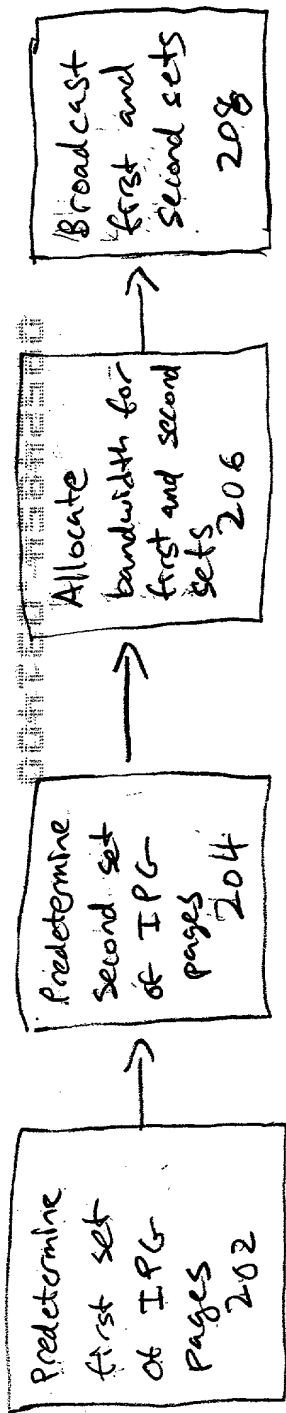 Predetermine
first set
of IPG
pages
202
Predetermine
second set
of IPG
pages
204
Allocate
bandwidth for
first and second
sets
206
Broadcast
first and
second sets
208